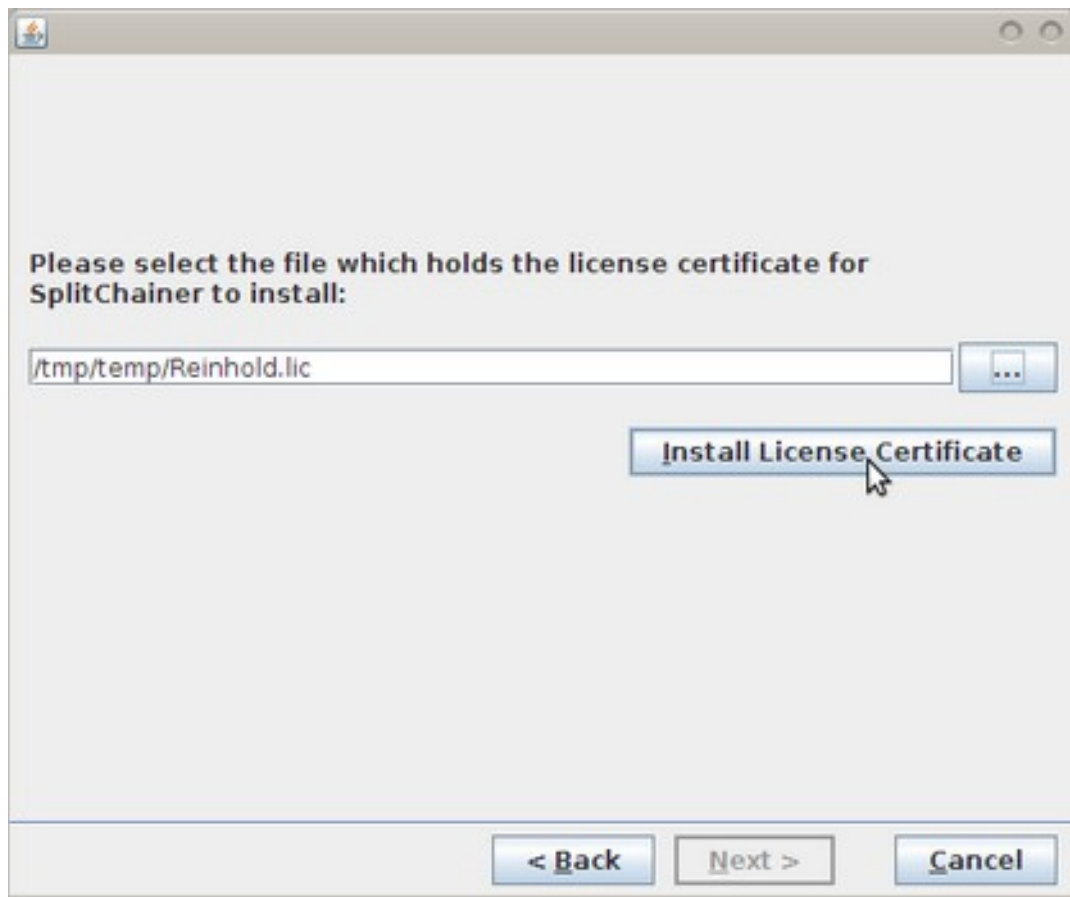 Please select the file which holds the license certificate for
SplitChainer to install:
/tmp/temp/Reinhold.lic
...
Install License Certificate
< Back
Next >
Cancel